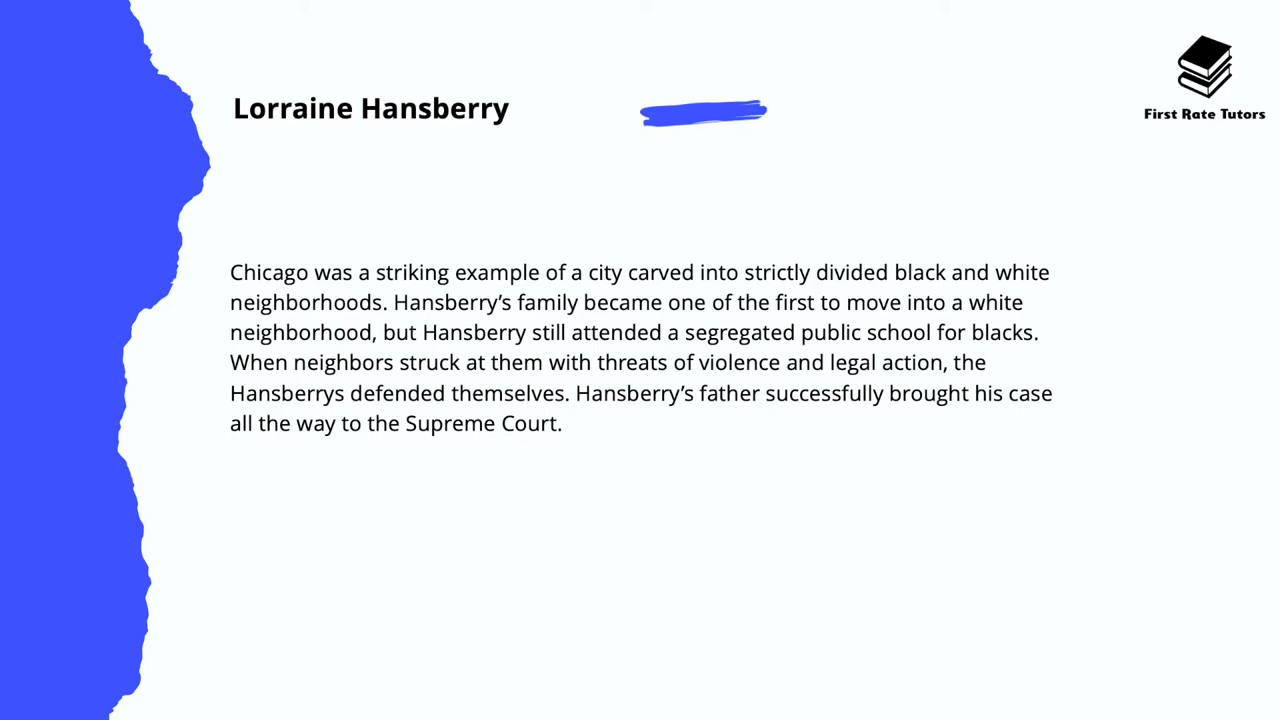 Lorraine Hansberry
First Rate Tutors
Chicago was a striking example of a city carved into strictly divided black and white
neighborhoods. Hansberry’s family became one of the first to move into a white
neighborhood, but Hansberry still attended a segregated public school for blacks.
When neighbors struck at them with threats of violence and legal action, the
Hansberrys defended themselves. Hansberry’s father successfully brought his case
all the way to the Supreme Court.